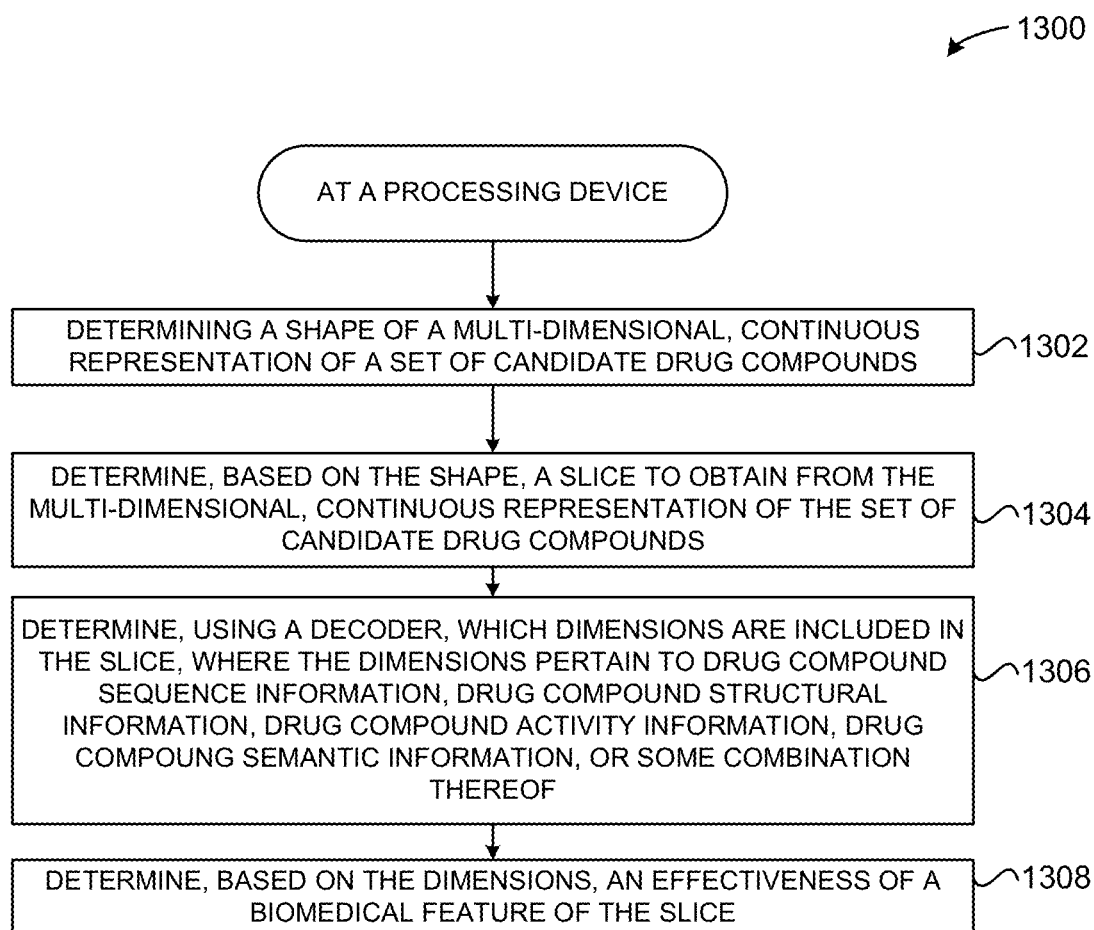 1300
AT A PROCESSING DEVICE
DETERMINING A SHAPE OF A MULTI-DIMENSIONAL, CONTINUOUS
REPRESENTATION OF A SET OF CANDIDATE DRUG COMPOUNDS
1302
DETERMINE, BASED ON THE SHAPE, A SLICE TO OBTAIN FROM THE
MULTI-DIMENSIONAL, CONTINUOUS REPRESENTATION OF THE SET OF
CANDIDATE DRUG COMPOUNDS
1304
DETERMINE, USING A DECODER, WHICH DIMENSIONS ARE INCLUDED IN
THE SLICE, WHERE THE DIMENSIONS PERTAIN TO DRUG COMPOUND
SEQUENCE INFORMATION, DRUG COMPOUND STRUCTURAL
INFORMATION, DRUG COMPOUND ACTIVITY INFORMATION, DRUG
COMPOUNG SEMANTIC INFORMATION, OR SOME COMBINATION
THEREOF
1306
DETERMINE, BASED ON THE DIMENSIONS, AN EFFECTIVENESS OF A
BIOMEDICAL FEATURE OF THE SLICE
1308